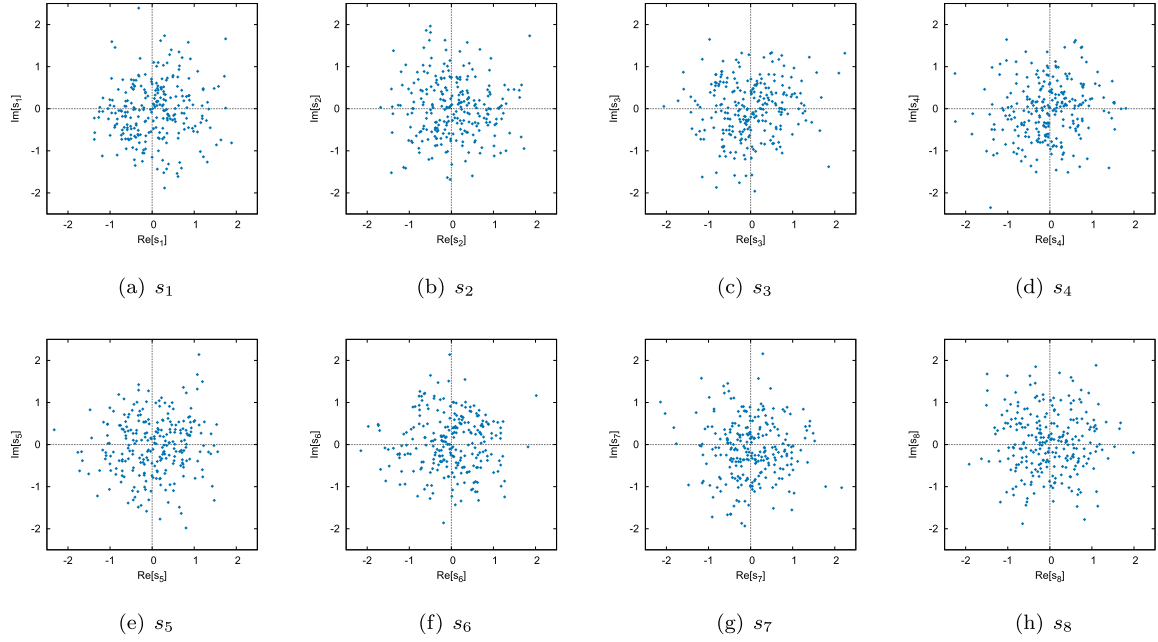 2 2 2 2
1 1 1 1
Im[s1] 0 Im[s2] 0 Im[s3] 0 Im[s4] 0
-1 -1 -1 -1
-2 -2 -2 -2
-2 -1 0 1 2 -2 -1 0 1 2 -2 -1 0 1 2 -2 -1 0 1 2
Re[s1] Re[s2] Re[s3] Re[s4]
(a) s1 (b) s2 (c) s3 (d) s4
2 2 2 2
1 1 1 1
Im[s5] 0 Im[s6] 0 Im[s7] 0 Im[s8] 0
-1 -1 -1 -1
-2 -2 -2 -2
-2 -1 0 1 2 -2 -1 0 1 2 -2 -1 0 1 2 -2 -1 0 1 2
Re[s5] Re[s6] Re[s7] Re[s8]
(e) s5 (f) s6 (g) s7 (h) s8